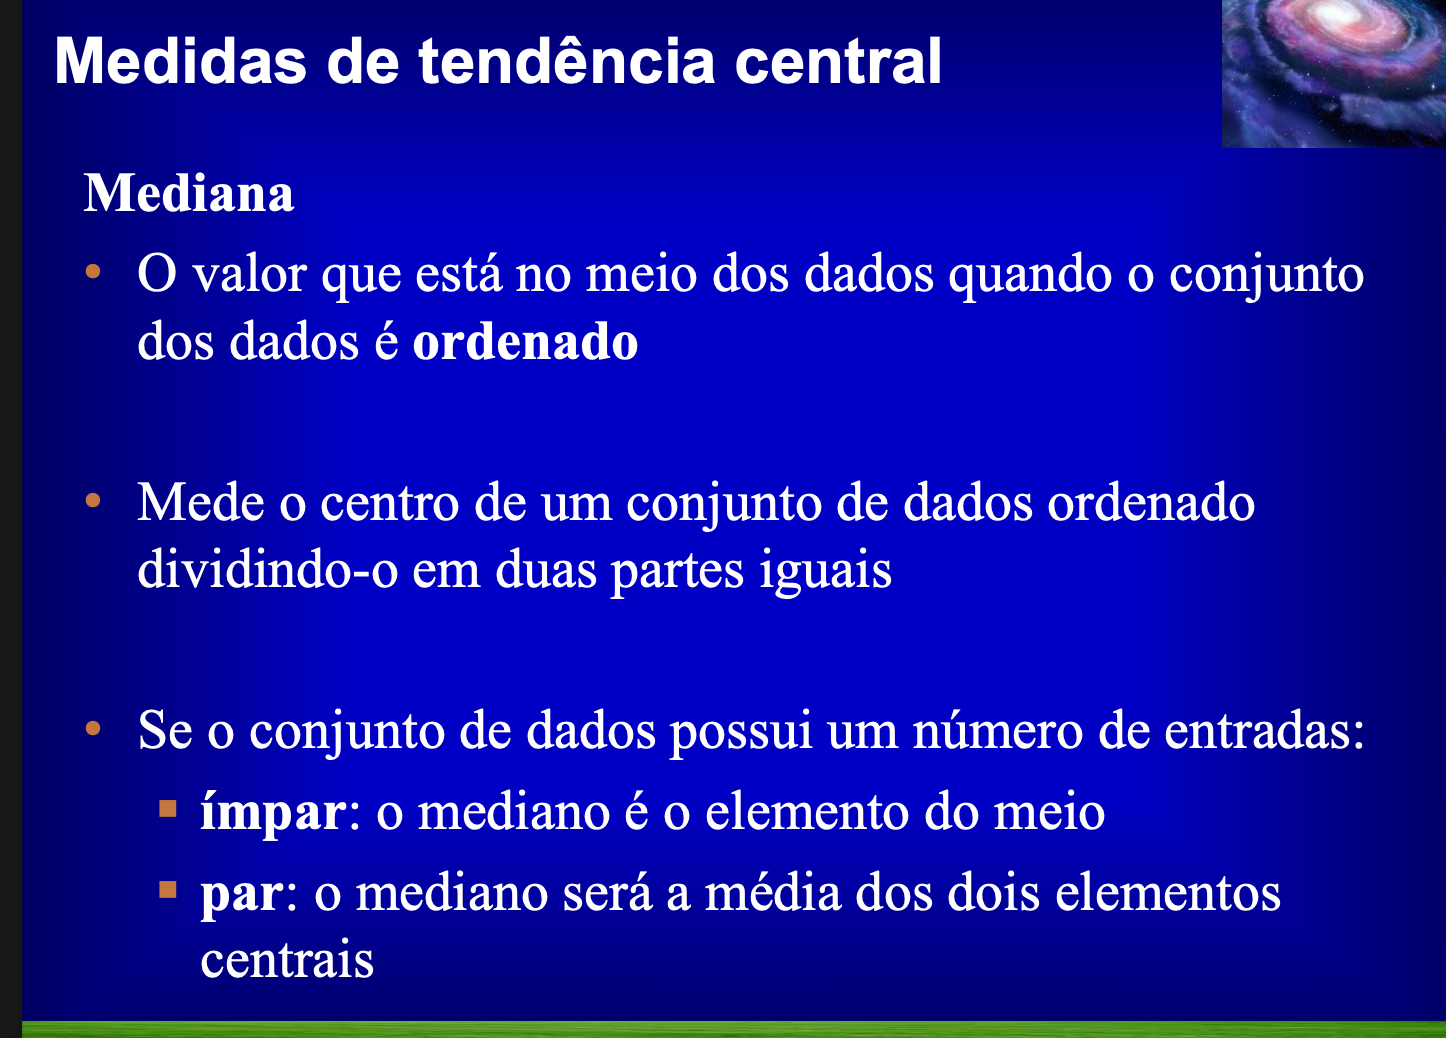 Medidas de tendência central
Mediana
• O valor que está no meio dos dados quando o conjunto
dos dados é ordenado
• Mede o centro de um conjunto de dados ordenado
dividindo-o em duas partes iguais
• Se o conjunto de dados possui um número de entradas:
▪ ímpar: o mediano é o elemento do meio
▪ par: o mediano será a média dos dois elementos
centrais